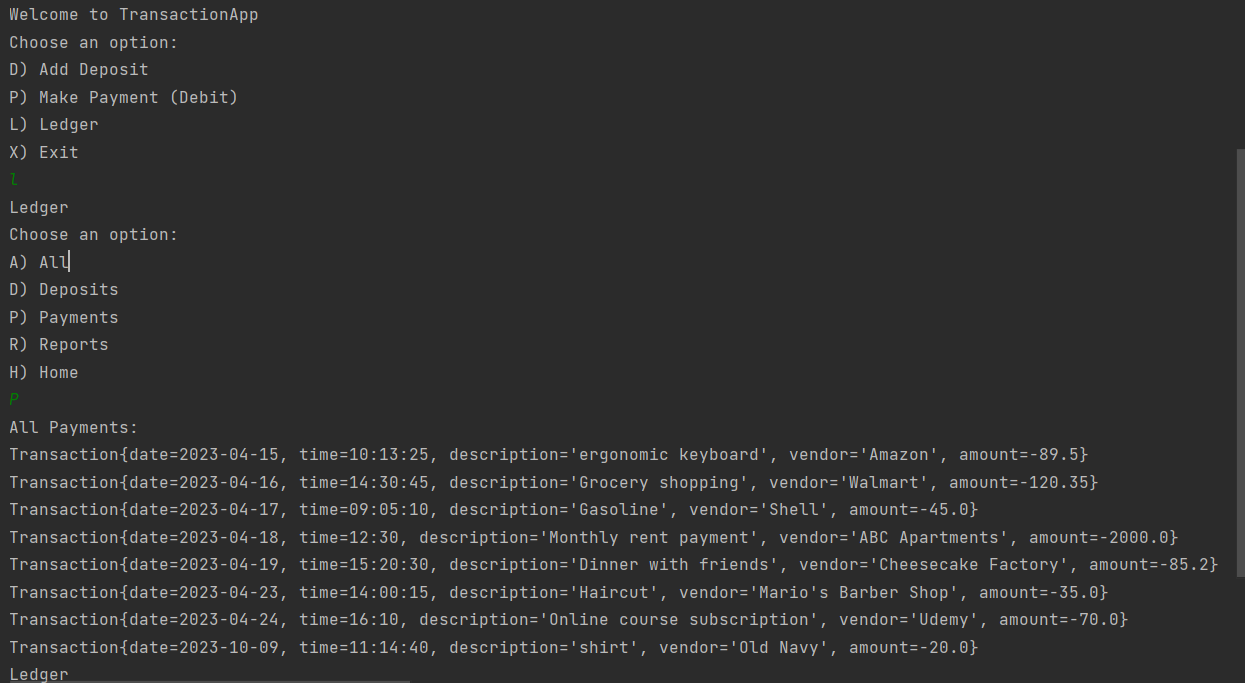 Welcome to TransactionApp
Choose an option:
D) Add Deposit
P) Make Payment (Debit)
L) Ledger
X) Exit
l
Ledger
Choose an option:
A) All
D) Deposits
P) Payments
R) Reports
H) Home
P
All Payments:
Transaction{date=2023-04-15, time=10:13:25, description='ergonomic keyboard', vendor='Amazon', amount=-89.5}
Transaction{date=2023-04-16, time=14:30:45, description='Grocery shopping', vendor='Walmart', amount=-120.35}
Transaction{date=2023-04-17, time=09:05:10, description='Gasoline', vendor='Shell', amount=-45.0}
Transaction{date=2023-04-18, time=12:30, description='Monthly rent payment', vendor='ABC Apartments', amount=-2000.0}
Transaction{date=2023-04-19, time=15:20:30, description='Dinner with friends', vendor='Cheesecake Factory', amount=-85.2}
Transaction{date=2023-04-23, time=14:00:15, description='Haircut', vendor='Mario's Barber Shop', amount=-35.0}
Transaction{date=2023-04-24, time=16:10, description='Online course subscription', vendor='Udemy', amount=-70.0}
Transaction{date=2023-10-09, time=11:14:40, description='shirt', vendor='Old Navy', amount=-20.0}
Ledger